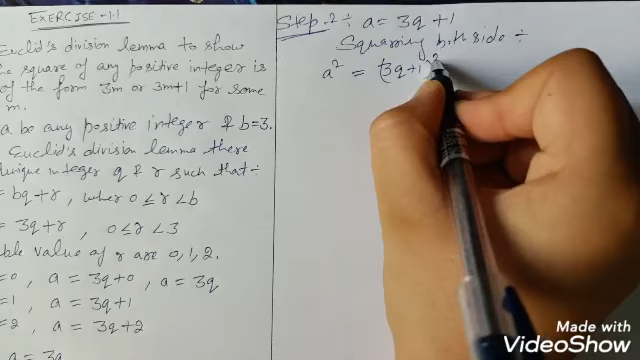 EXERCISE - 1.1
Euclid's division lemma to show
the square of any positive integer is
of the form 3m or 3m+1 for some
m.
a be any positive integer & b=3.
Euclid's division lemma there
unique integer q & r such that ÷
= bq+r, wher 0 ≤ r < b
= 3q+r, 0≤r<3
ble value of r are 0, 1, 2.
=0, a = 3q+0, a = 3q
=1, a = 3q+1
=2, a = 3q+2
a = 3q
Step-2 ÷ a = 3q +1
Squaring both side ÷
a² = (3q+1)²
Made with
VideoShow